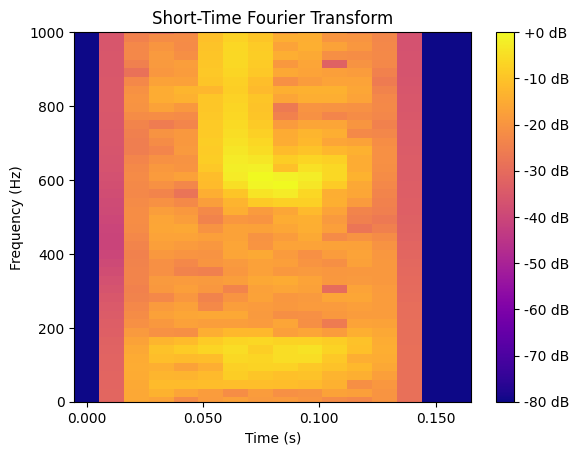 Short-Time Fourier Transform
1000
800
600
400
200
0
Frequency (Hz)
0.000
0.050
0.100
0.150
Time (s)
+0 dB
-10 dB
-20 dB
-30 dB
-40 dB
-50 dB
-60 dB
-70 dB
-80 dB